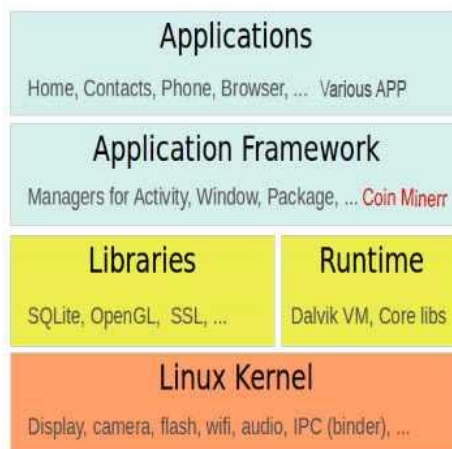 Applications
Home, Contacts, Phone, Browser, ... Various APP
Application Framework
Managers for Activity, Window, Package, ... Coin Minerr
Libraries
SQLite, OpenGL, SSL, ...
Runtime
Dalvik VM, Core libs
Linux Kernel
Display, camera, flash, wifi, audio, IPC (binder), ...